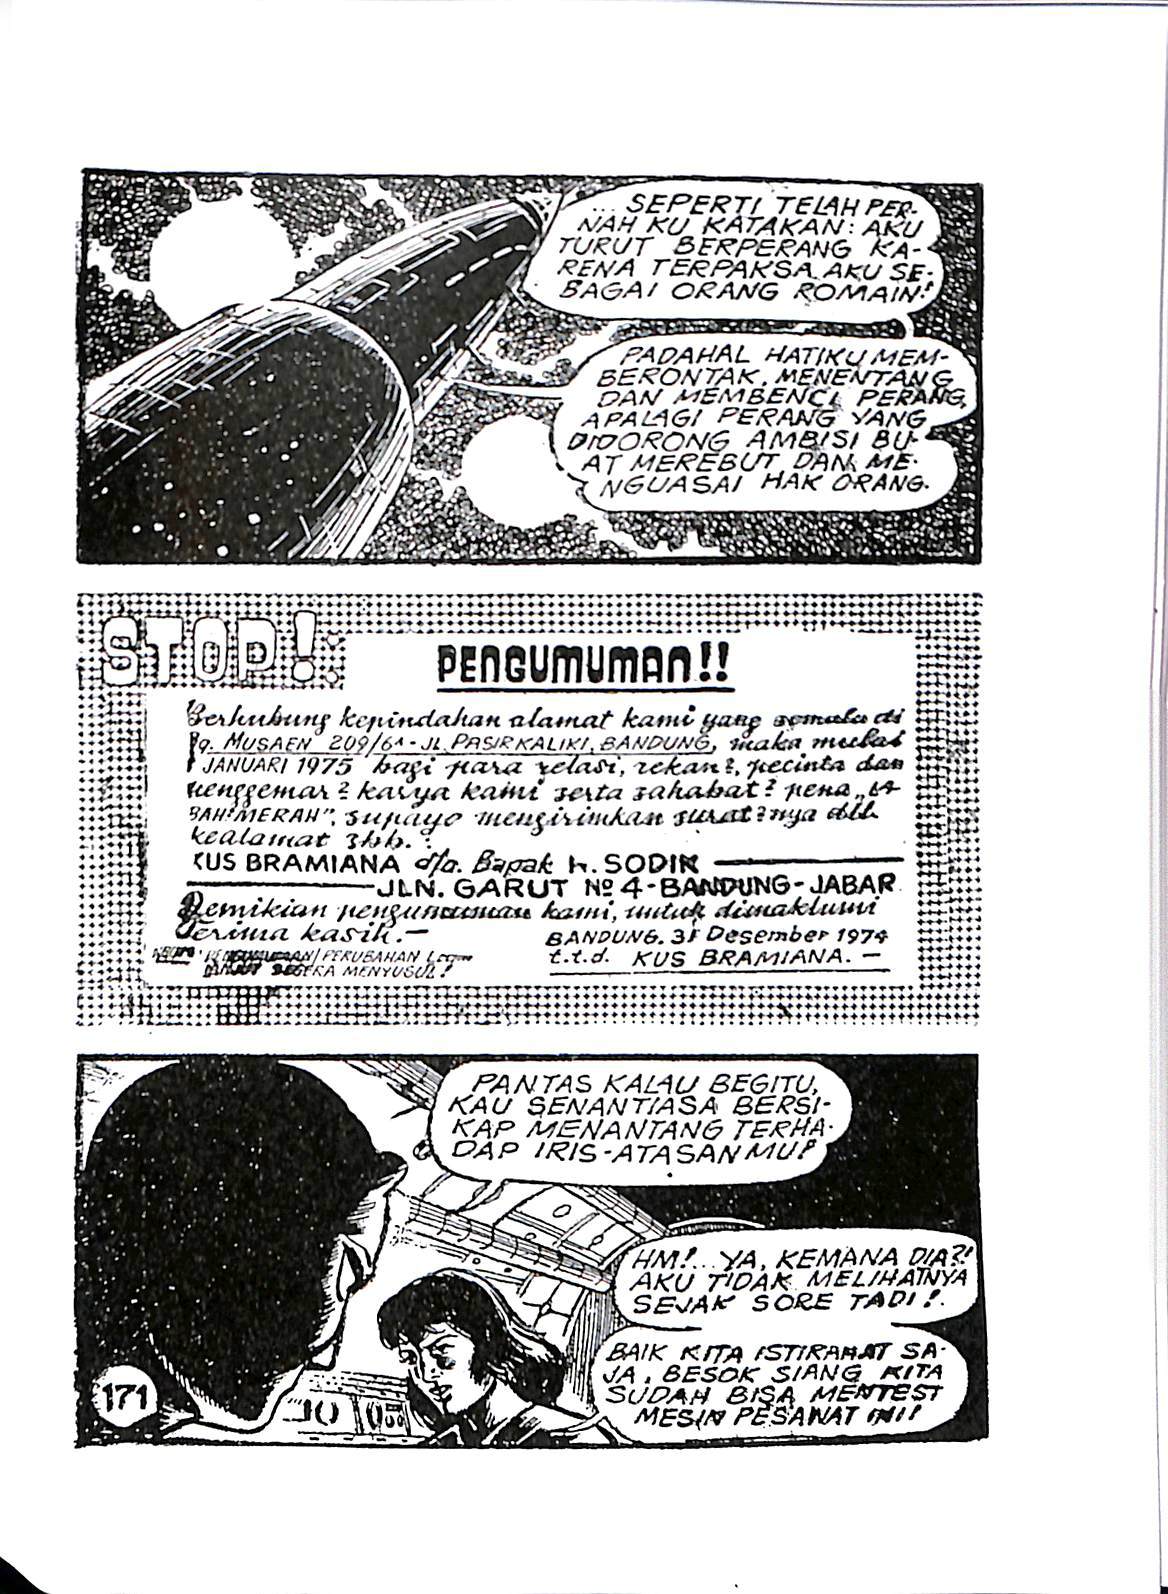 ... SEPERTI TELAH PER-
NAH KU KATAKAN: AKU
TURUT BERPERANG KA-
RENA TERPAKSA. AKU SE-
BAGAI ORANG ROMAIN!
PADAHAL HATIKU MEM-
BERONTAK, MENENTANG
DAN MEMBENCI PERANG,
APALAGI PERANG YANG
DIDORONG AMBISI BU-
AT MEREBUT DAN ME-
NGUASAI HAK ORANG.
STOP!
PENGUMUMAN!!
Berhubung kepindahan alamat kami yang semula di
Ig. MUSAEN 209/6A - JL. PASIRKALIKI, BANDUNG, maka mulai
JANUARI 1975 bagi para relasi, rekan2, pecinta dan
penggemar2 karya kami serta sahabat2 pena
BAH MERAH", supayo mengirimkan surat2nya dll.
kealamat sbb. :
KUS BRAMIANA d/a. Bapak H. SODIK
JLN. GARUT No 4 - BANDUNG - JABAR
Demikian pengumuman kami, untuk dimaklumi
Terima kasih. —
BANDUNG. 31 Desember 1974
t.t.d. KUS BRAMIANA. —
PENGUMUMAN/PERUBAHAN
SEGERA MENYUSUL!
PANTAS KALAU BEGITU,
KAU SENANTIASA BERSI-
KAP MENANTANG TERHA-
DAP IRIS-ATASANMU!
HM!... YA, KEMANA DIA?!
AKU TIDAK MELIHATNYA
SEJAK SORE TADI!.
BAIK KITA ISTIRAHAT SA-
JA, BESOK SIANG KITA
SUDAH BISA MENTEST
MESIN PESAWAT INI!
171